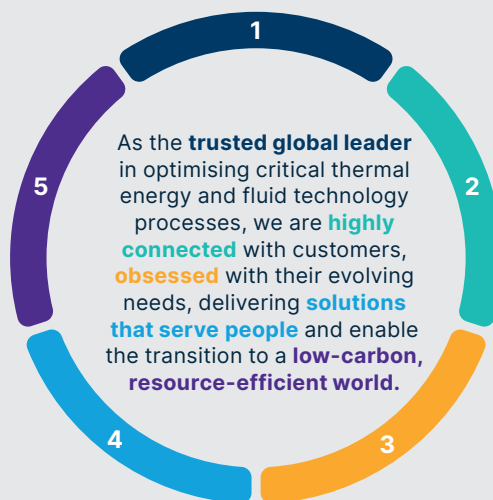 1
2
3
4
5
As the trusted global leader
in optimising critical thermal
energy and fluid technology
processes, we are highly
connected with customers,
obsessed with their evolving
needs, delivering solutions
that serve people and enable
the transition to a low-carbon,
resource-efficient world.